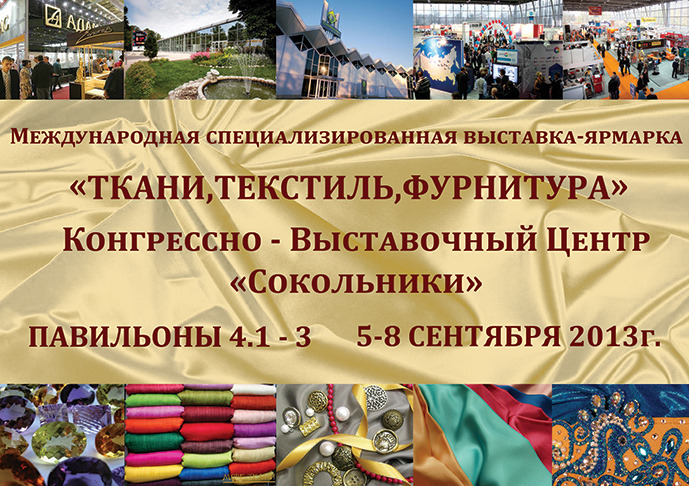 АДАМАС
Международная специализированная выставка-ярмарка
«ТКАНИ,ТЕКСТИЛЬ,ФУРНИТУРА»
Конгрессно - Выставочный Центр
«Сокольники»
ПАВИЛЬОНЫ 4.1 - 3 5-8 СЕНТЯБРЯ 2013г.